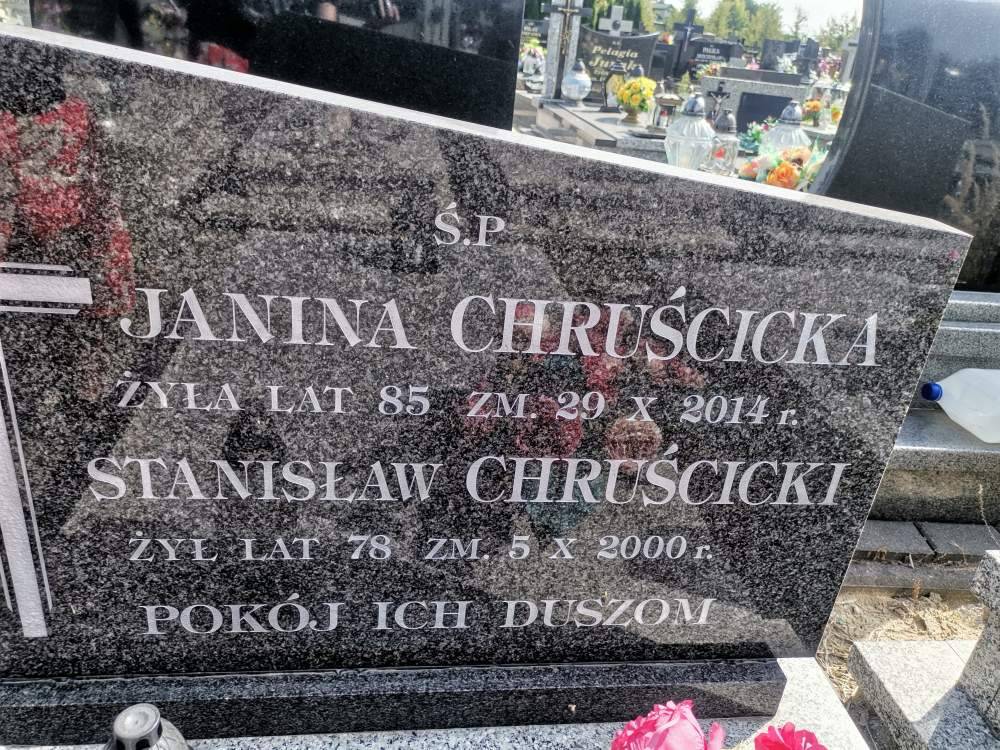 Pelagia
Ś.P
JANINA CHRUŚCICKA
ŻYŁA LAT 85 ZM. 29 X 2014 r.
STANISŁAW CHRUŚCICKI
ŻYŁ LAT 78 ZM. 5 X 2000 r.
POKÓJ ICH DUSZOM